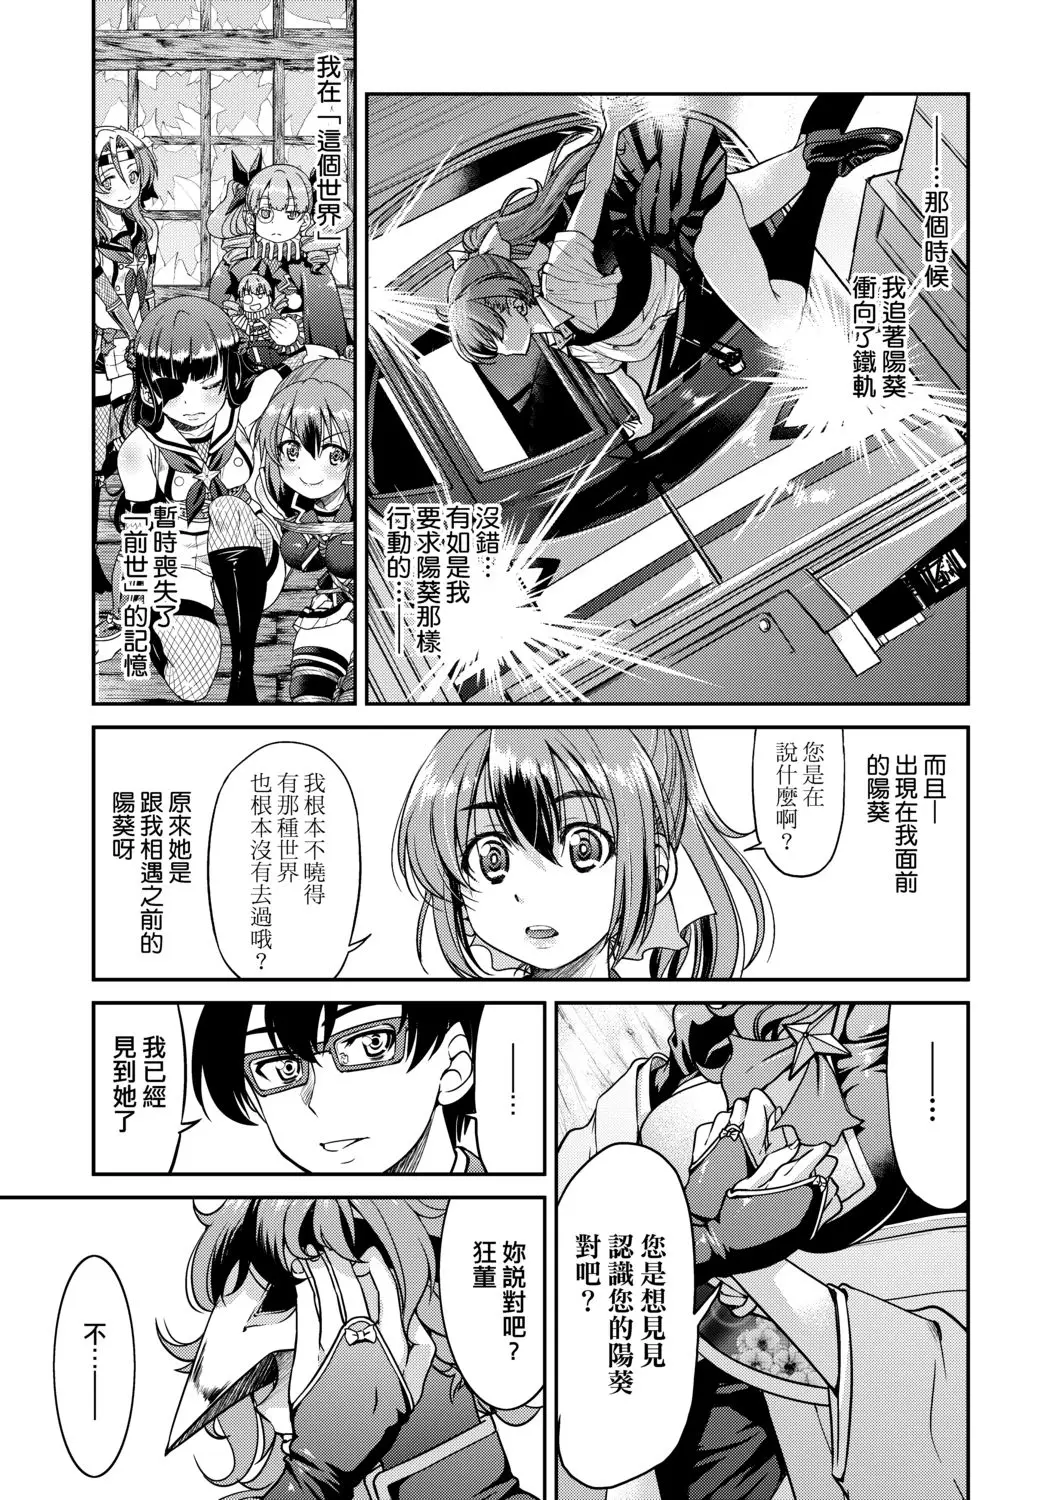 ……那個時候
我追著陽葵
衝向了鐵軌
沒錯…
有如是我
要求陽葵那樣
行動的…——
我在「這個世界」
暫時喪失了
「前世」的記憶
而且—
出現在我面前
的陽葵
您是在
說什麼啊？
我根本不曉得
有那種世界
也根本沒有去過哦？
原來她是
跟我相遇之前的
陽葵呀
——…
您是想見見
認識您的陽葵
對吧？
——…
我已經
見到她了
妳說對吧？
狂董
不…——